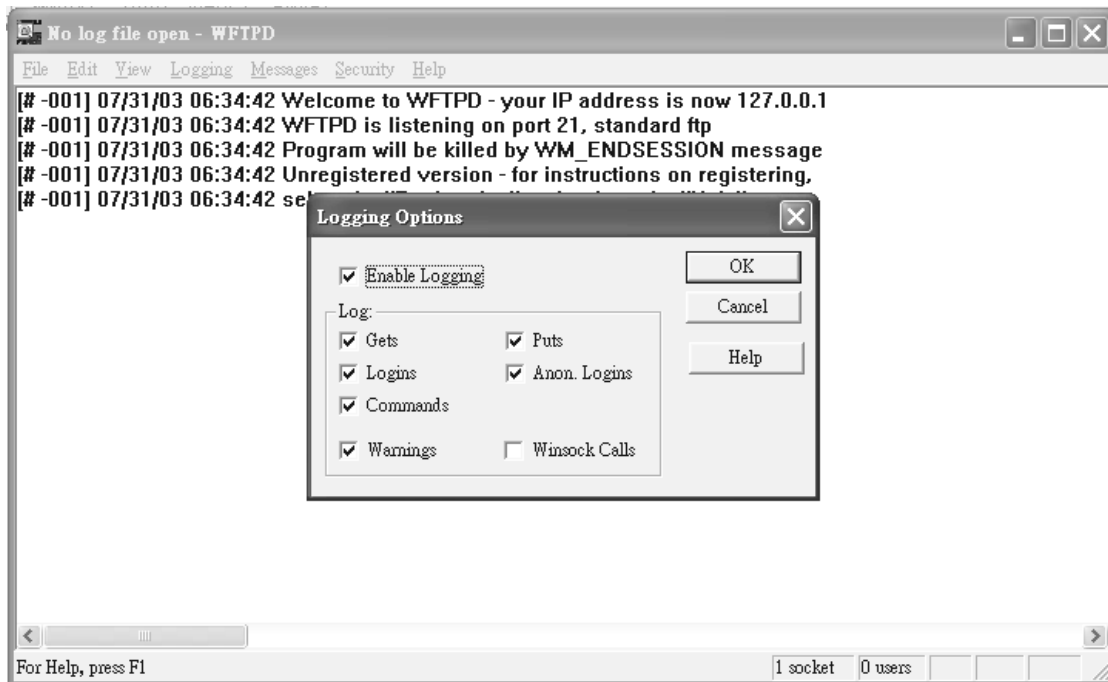 No log file open - WFTPD
File Edit View Logging Messages Security Help
[# -001] 07/31/03 06:34:42 Welcome to WFTPD - your IP address is now 127.0.0.1
[# -001] 07/31/03 06:34:42 WFTPD is listening on port 21, standard ftp
[# -001] 07/31/03 06:34:42 Program will be killed by WM_ENDSESSION message
[# -001] 07/31/03 06:34:42 Unregistered version - for instructions on registering,
[# -001] 07/31/03 06:34:42
Logging Options
Enable Logging
OK
Cancel
Help
Log:
Gets
Puts
Logins
Anon. Logins
Commands
Warnings
Winsock Calls
For Help, press F1
1 socket
0 users